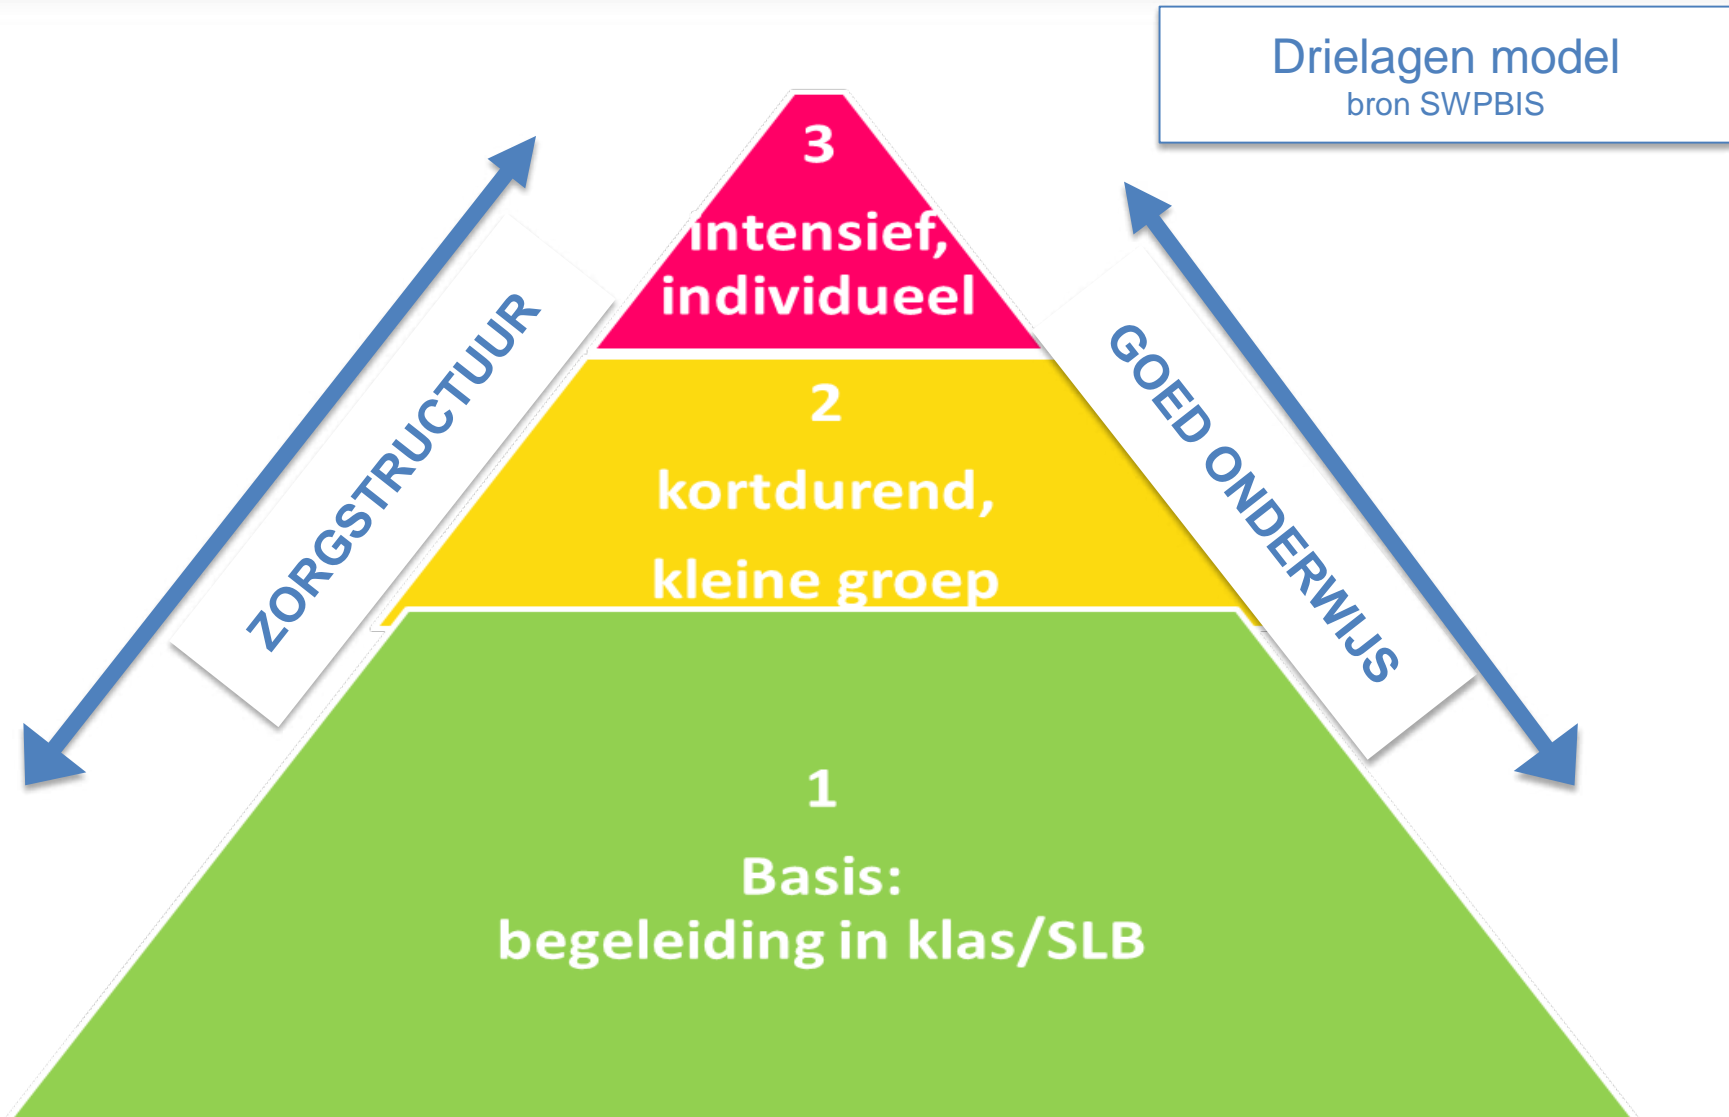 Drielagen model
bron SWPBIS
3
intensief,
individueel
ZORGSTRUCTUUR
GOED ONDERWIJS
2
kortdurend,
kleine groep
1
Basis:
begeleiding in klas/SLB